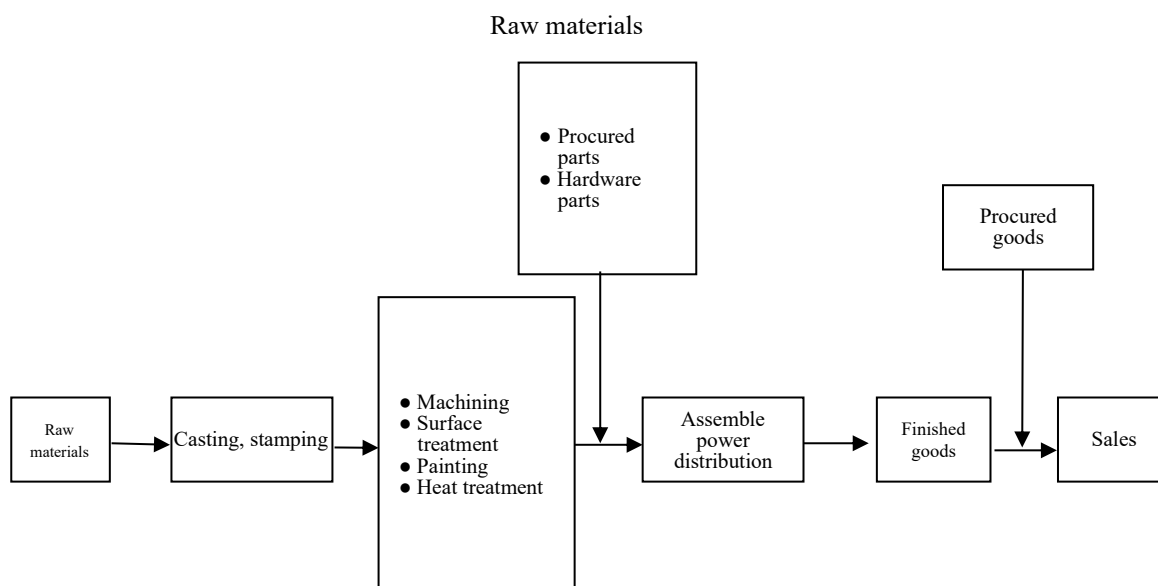 Raw materials
● Procured
parts
● Hardware
parts
Procured
goods
Raw
materials
Casting, stamping
● Machining
● Surface
treatment
● Painting
● Heat treatment
Assemble
power
distribution
Finished
goods
Sales